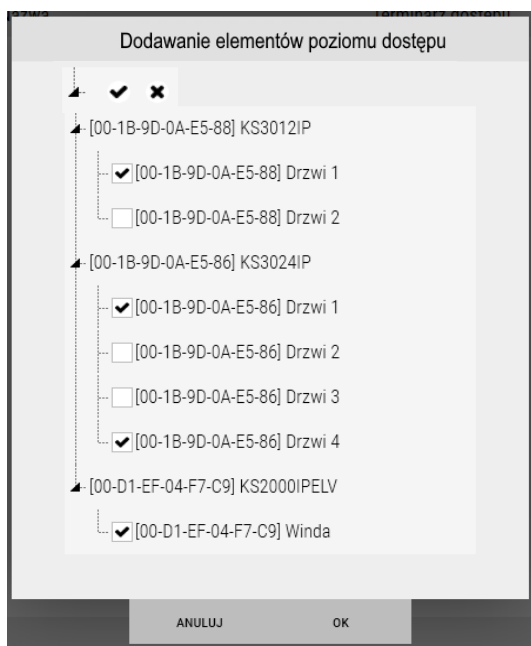 Terminarz dostępu
Dodawanie elementów poziomu dostępu
[00-1B-9D-0A-E5-88] KS3012IP
[00-1B-9D-0A-E5-88] Drzwi 1
[00-1B-9D-0A-E5-88] Drzwi 2
[00-1B-9D-0A-E5-86] KS3024IP
[00-1B-9D-0A-E5-86] Drzwi 1
[00-1B-9D-0A-E5-86] Drzwi 2
[00-1B-9D-0A-E5-86] Drzwi 3
[00-1B-9D-0A-E5-86] Drzwi 4
[00-D1-EF-04-F7-C9] KS2000IPELV
[00-D1-EF-04-F7-C9] Winda
ANULUJ OK